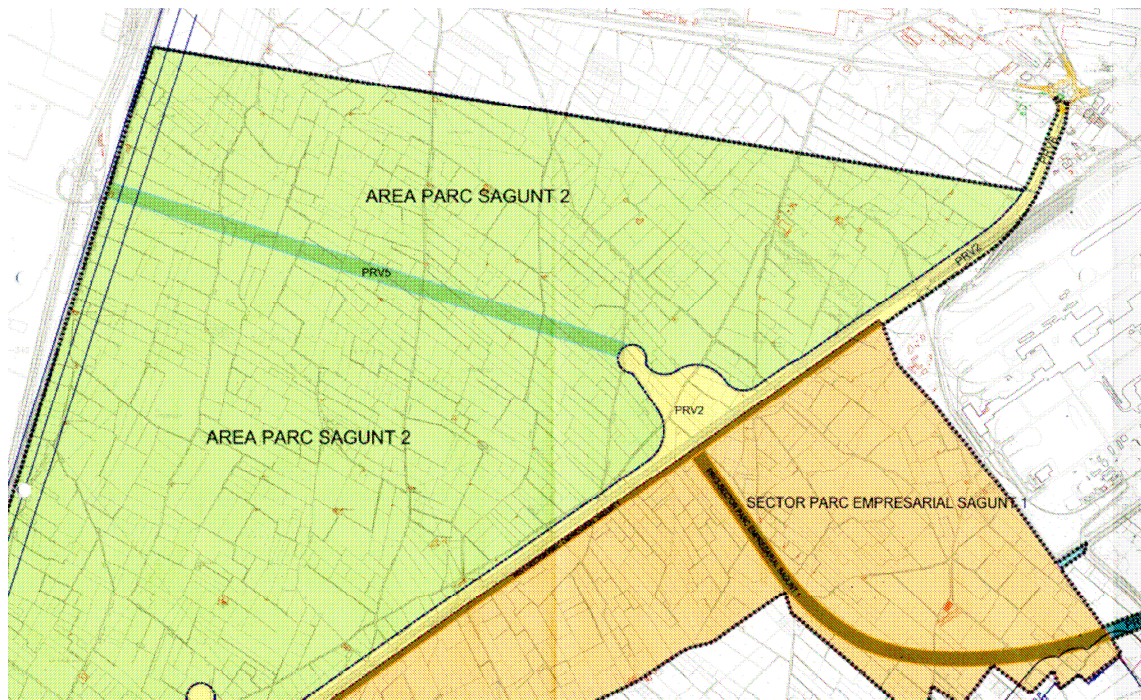 AREA PARC SAGUNT 2
PRV2
PRV5
PRV2
AREA PARC SAGUNT 2
SECTOR PARC EMPRESARIAL SAGUNT 1